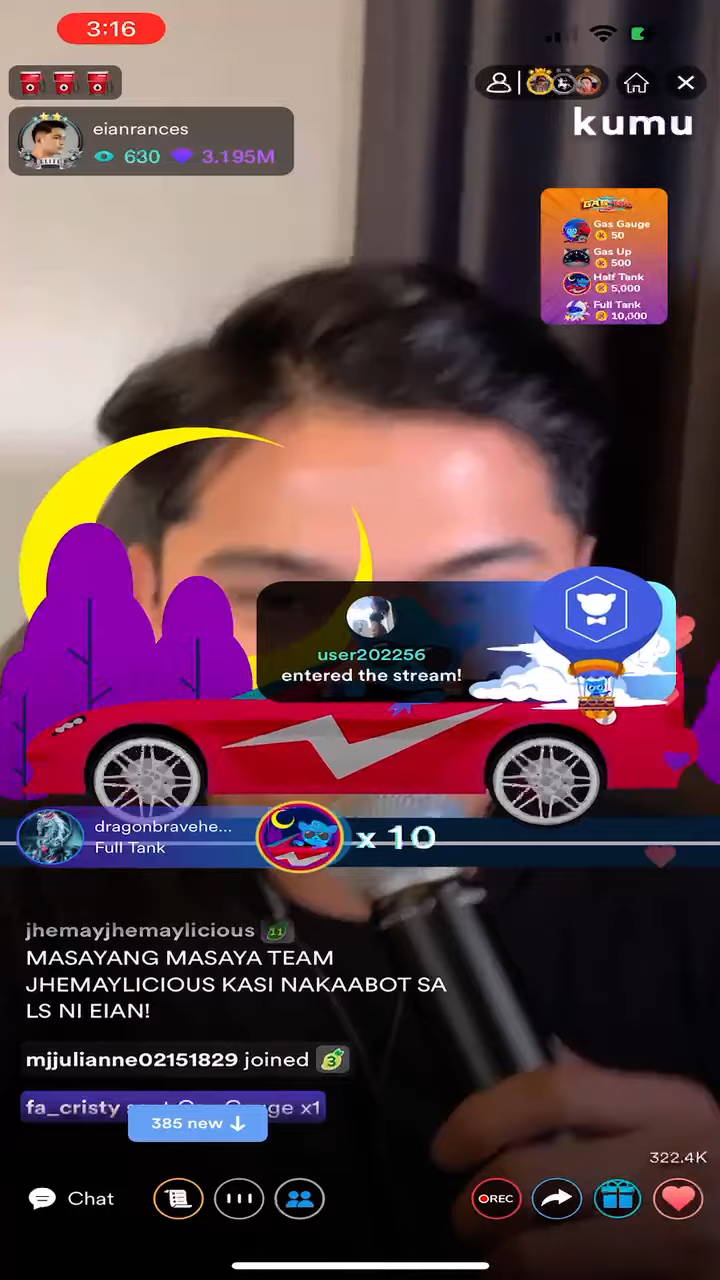 3:16
eianrances
630 3.195M
kumu
Gas Gauge
50
Gas Up
500
Half Tank
5,000
Full Tank
10,000
user202256
entered the stream!
dragonbravehe...
Full Tank
x 10
jhemayjhemaylicious 11
MASAYANG MASAYA TEAM
JHEMAYLICIOUS KASI NAKAABOT SA
LS NI EIAN!
mjjulianne02151829 joined 3
fa_cristy x1
385 new
322.4K
Chat
REC